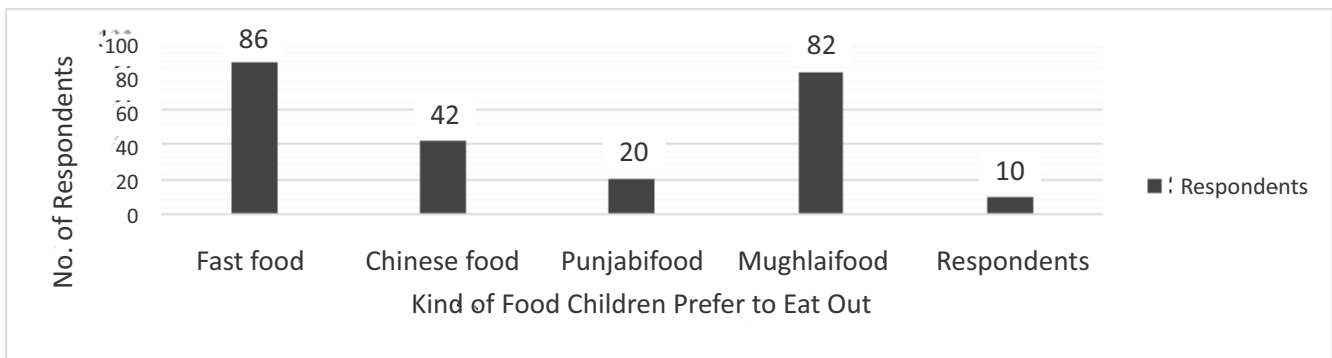 No. of Respondents
100
80
60
40
20
0
86
42
20
82
10
Fast food
Chinese food
Punjabifood
Mughlaifood
Respondents
Kind of Food Children Prefer to Eat Out
Respondents